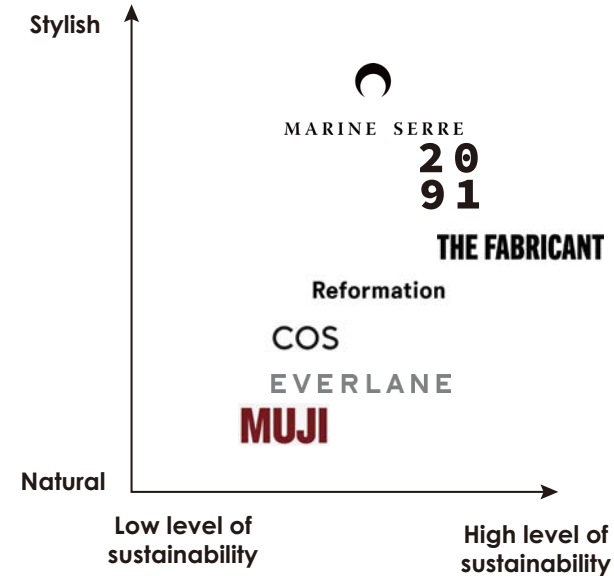 Stylish
MARINE SERRE
20
91
THE FABRICANT
Reformation
COS
EVERLANE
MUJI
Natural
Low level of
sustainability
High level of
sustainability